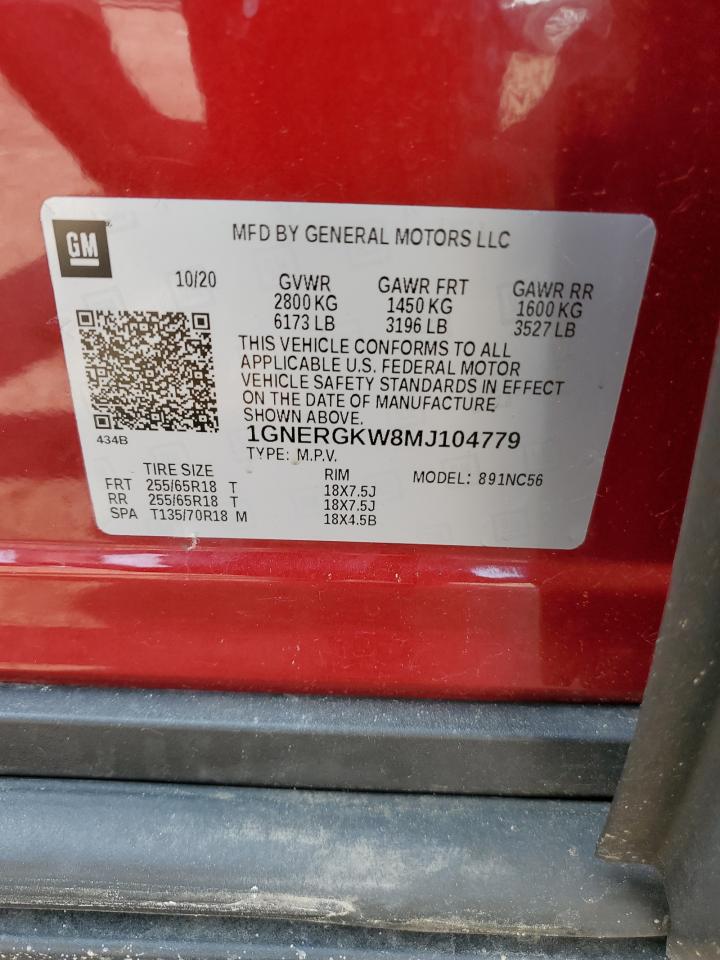 GM
MFD BY GENERAL MOTORS LLC
10/20 GVWR GAWR FRT GAWR RR
2800 KG 1450 KG 1600 KG
6173 LB 3196 LB 3527 LB
THIS VEHICLE CONFORMS TO ALL
APPLICABLE U.S. FEDERAL MOTOR
VEHICLE SAFETY STANDARDS IN EFFECT
ON THE DATE OF MANUFACTURE
SHOWN ABOVE.
434B
1GNERGKW8MJ104779
TYPE: M.P.V.
TIRE SIZE RIM MODEL: 891NC56
FRT 255/65R18 T 18X7.5J
RR 255/65R18 T 18X7.5J
SPA T135/70R18 M 18X4.5B